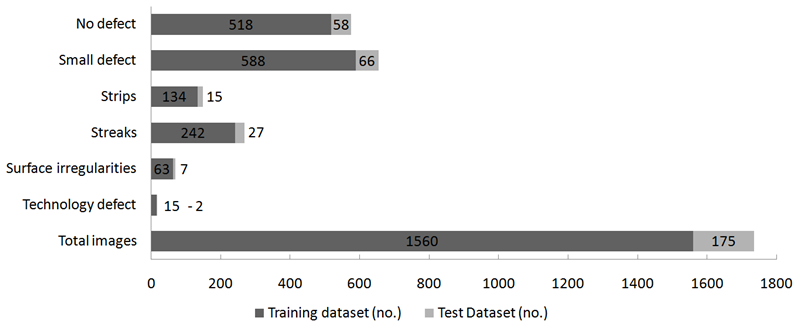 No defect 518 58
Small defect 588 66
Strips 134 15
Streaks 242 27
Surface irregularities 63 7
Technology defect 15 - 2
Total images 1560 175
0 200 400 600 800 1000 1200 1400 1600 1800
Training dataset (no.) Test Dataset (no.)